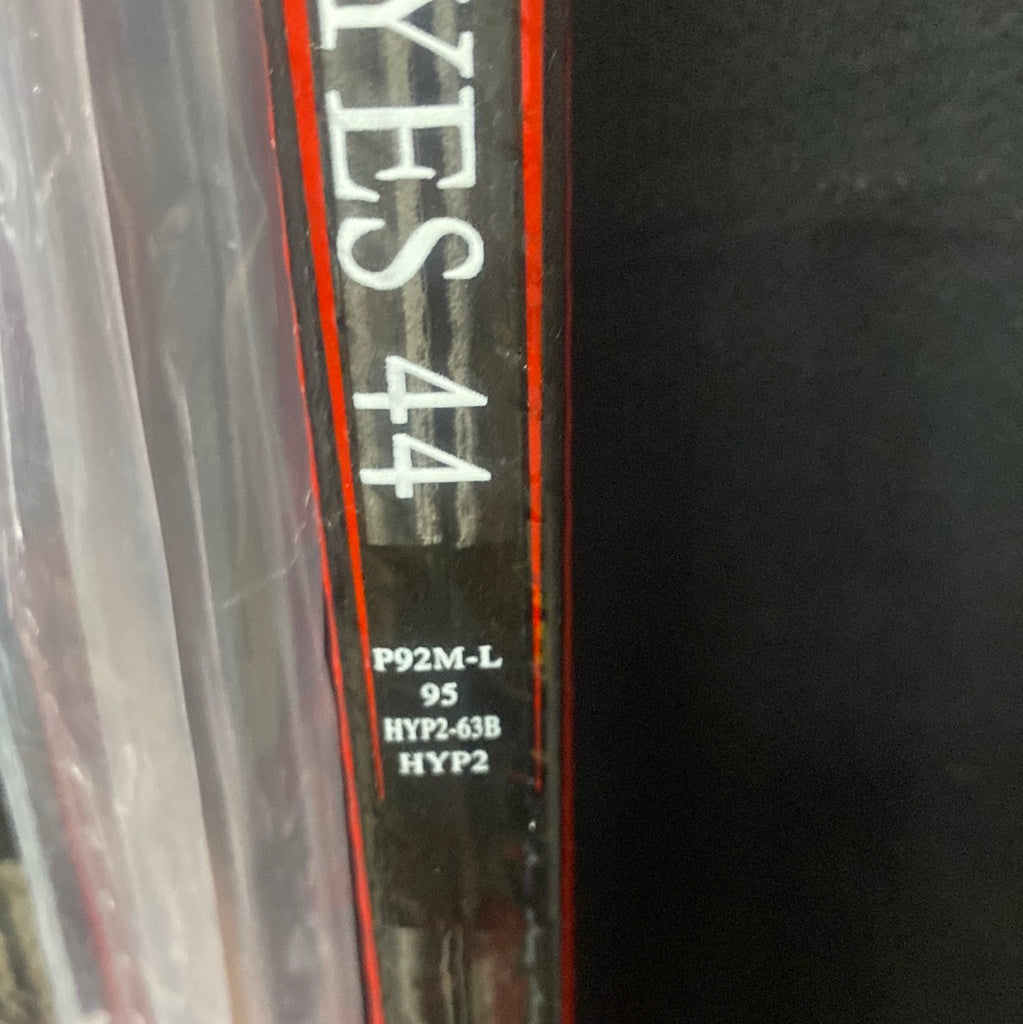 YES 44
P92M-L
95
HYP2-63B
HYP2